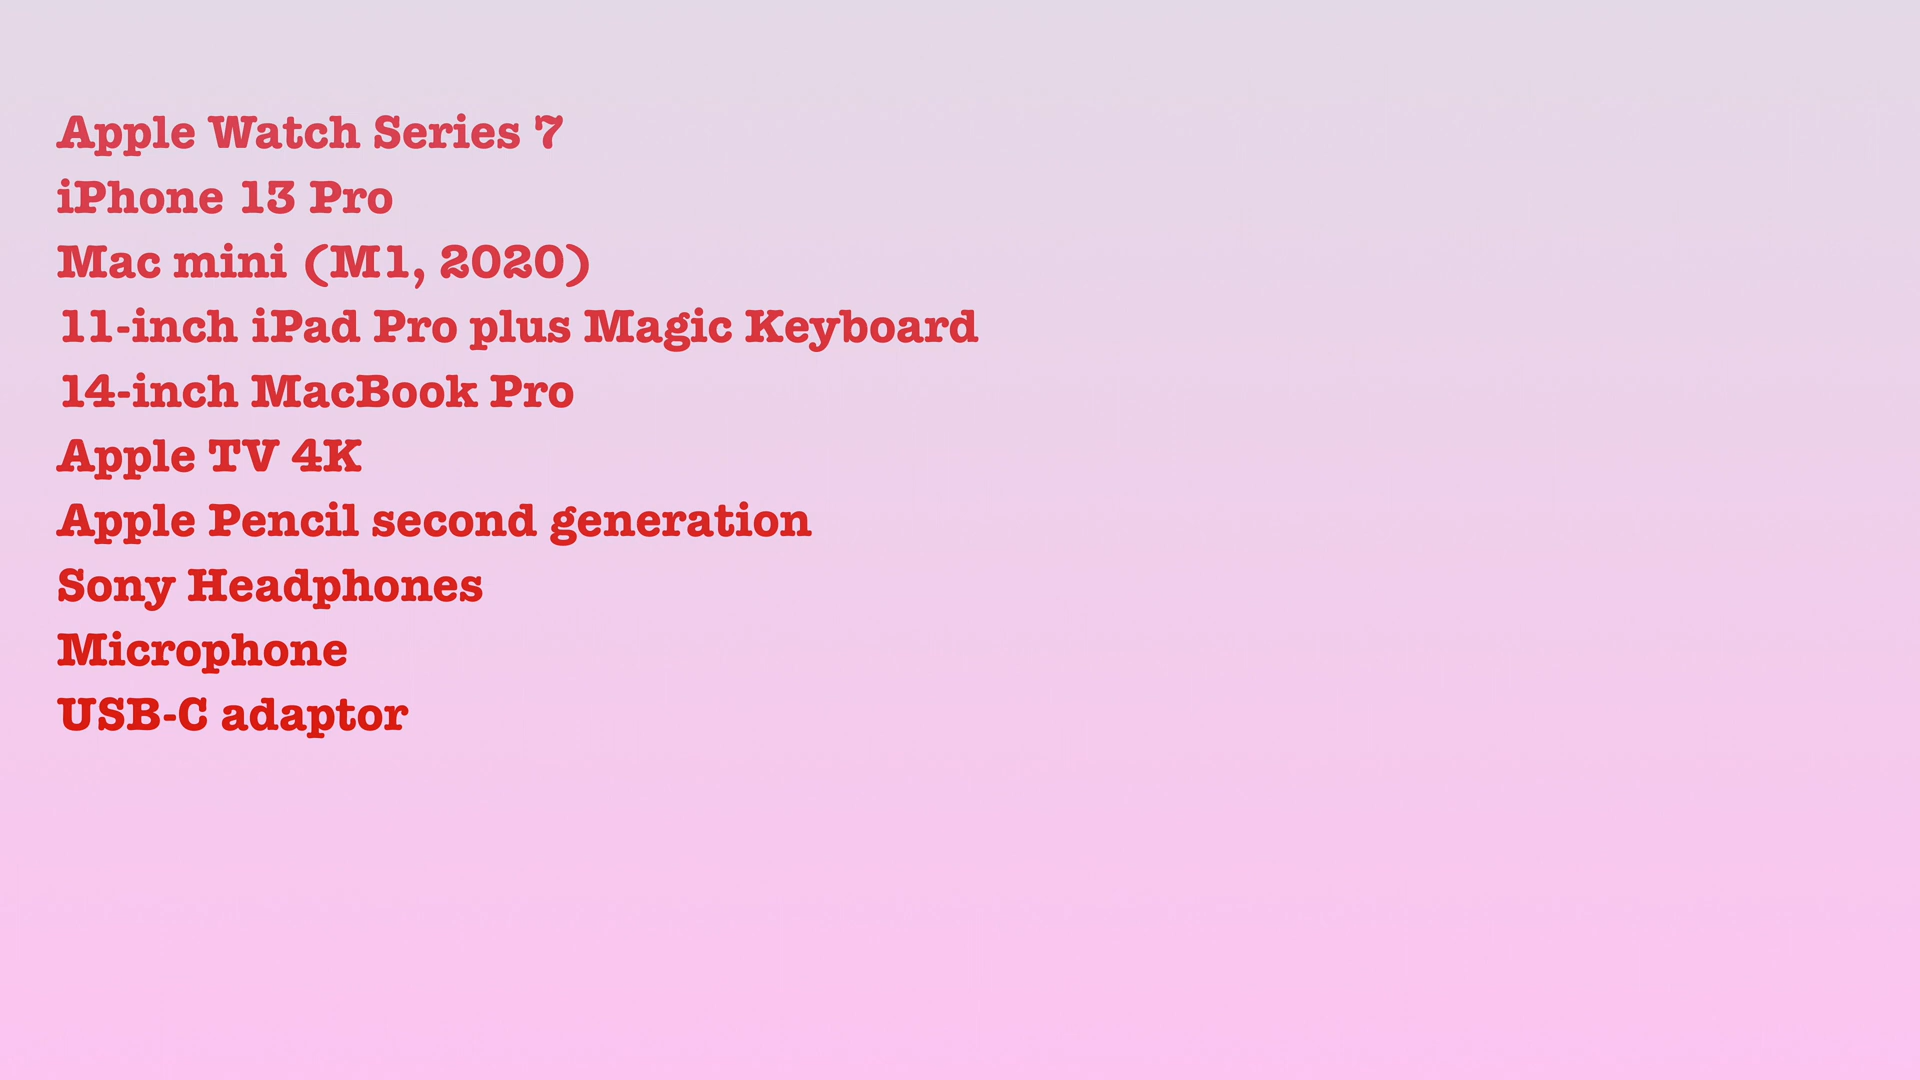 Apple Watch Series 7
iPhone 13 Pro
Mac mini (M1, 2020)
11-inch iPad Pro plus Magic Keyboard
14-inch MacBook Pro
Apple TV 4K
Apple Pencil second generation
Sony Headphones
Microphone
USB-C adaptor